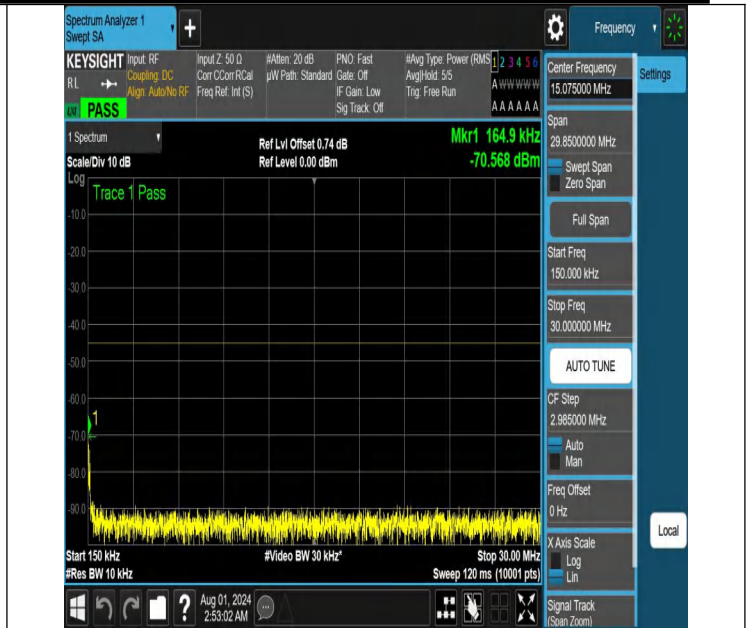 Spectrum Analyzer 1
Swept SA
+
Frequency
KEYSIGHT
RL
PASS
Input: RF
Coupling: DC
Align: Auto/No RF
Input Z: 50 Ω
Corr CCorr RCal
Freq Ref: Int (S)
#Atten: 20 dB
µW Path: Standard
PNO: Fast
Gate: Off
IF Gain: Low
Sig Track: Off
#Avg Type: Power (RMS
Avg|Hold: 5/5
Trig: Free Run
1 2 3 4 5 6
A W W W W W
A A A A A A
1 Spectrum
Scale/Div 10 dB
Ref Lvl Offset 0.74 dB
Ref Level 0.00 dBm
Mkr1 164.9 kHz
-70.568 dBm
Log
Trace 1 Pass
-10.0
-20.0
-30.0
-40.0
-50.0
-60.0
1
-70.0
-80.0
-90.0
Start 150 kHz
#Video BW 30 kHz*
Stop 30.00 MHz
#Res BW 10 kHz
Sweep 120 ms (10001 pts)
?
Aug 01, 2024
2:53:02 AM
Center Frequency
15.075000 MHz
Settings
Span
29.8500000 MHz
Swept Span
Zero Span
Full Span
Start Freq
150.000 kHz
Stop Freq
30.000000 MHz
AUTO TUNE
CF Step
2.985000 MHz
Auto
Man
Freq Offset
0 Hz
Local
X Axis Scale
Log
Lin
Signal Track
(Span Zoom)